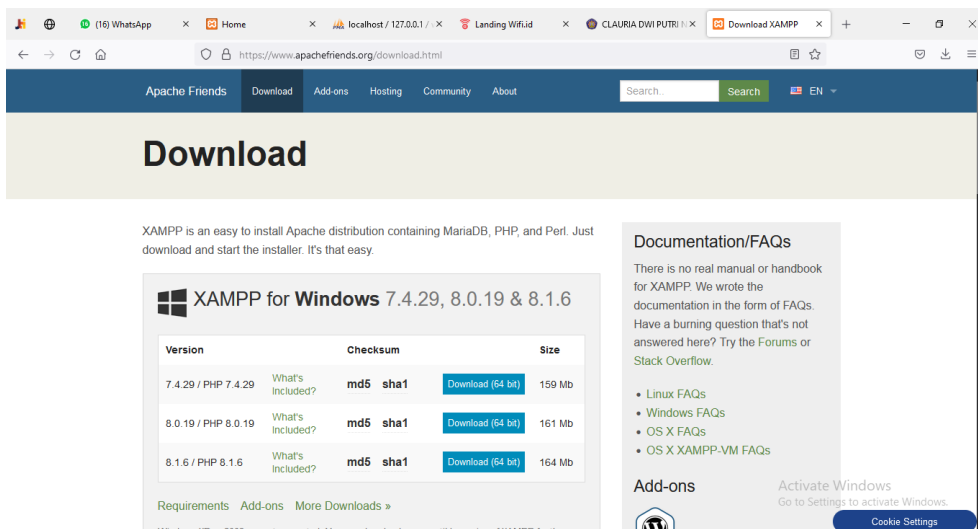 (16) WhatsApp
Home
localhost / 127.0.0.1 /
Landing Wifi.id
CLAURIA DWI PUTRI N
Download XAMPP
https://www.apachefriends.org/download.html
Apache Friends Download Add-ons Hosting Community About Search... Search EN
Download
XAMPP is an easy to install Apache distribution containing MariaDB, PHP, and Perl. Just
download and start the installer. It's that easy.
XAMPP for Windows 7.4.29, 8.0.19 & 8.1.6
Version Checksum Size
7.4.29 / PHP 7.4.29 What's Included? md5 sha1 Download (64 bit) 159 Mb
8.0.19 / PHP 8.0.19 What's Included? md5 sha1 Download (64 bit) 161 Mb
8.1.6 / PHP 8.1.6 What's Included? md5 sha1 Download (64 bit) 164 Mb
Requirements Add-ons More Downloads »
Documentation/FAQs
There is no real manual or handbook
for XAMPP. We wrote the
documentation in the form of FAQs.
Have a burning question that's not
answered here? Try the Forums or
Stack Overflow.
• Linux FAQs
• Windows FAQs
• OS X FAQs
• OS X XAMPP-VM FAQs
Add-ons
Activate Windows
Go to Settings to activate Windows.
Cookie Settings